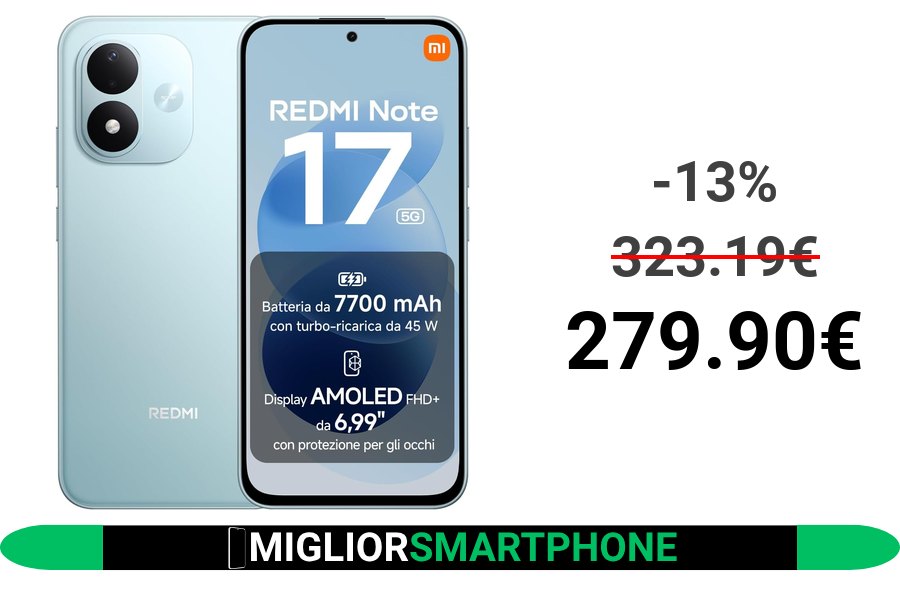 mi
REDMI Note
17
5G
Batteria da 7700 mAh
con turbo-ricarica da 45 W
Display AMOLED FHD+
da 6,99"
con protezione per gli occhi
REDMI
-13%
323.19€
279.90€
MIGLIORSMARTPHONE